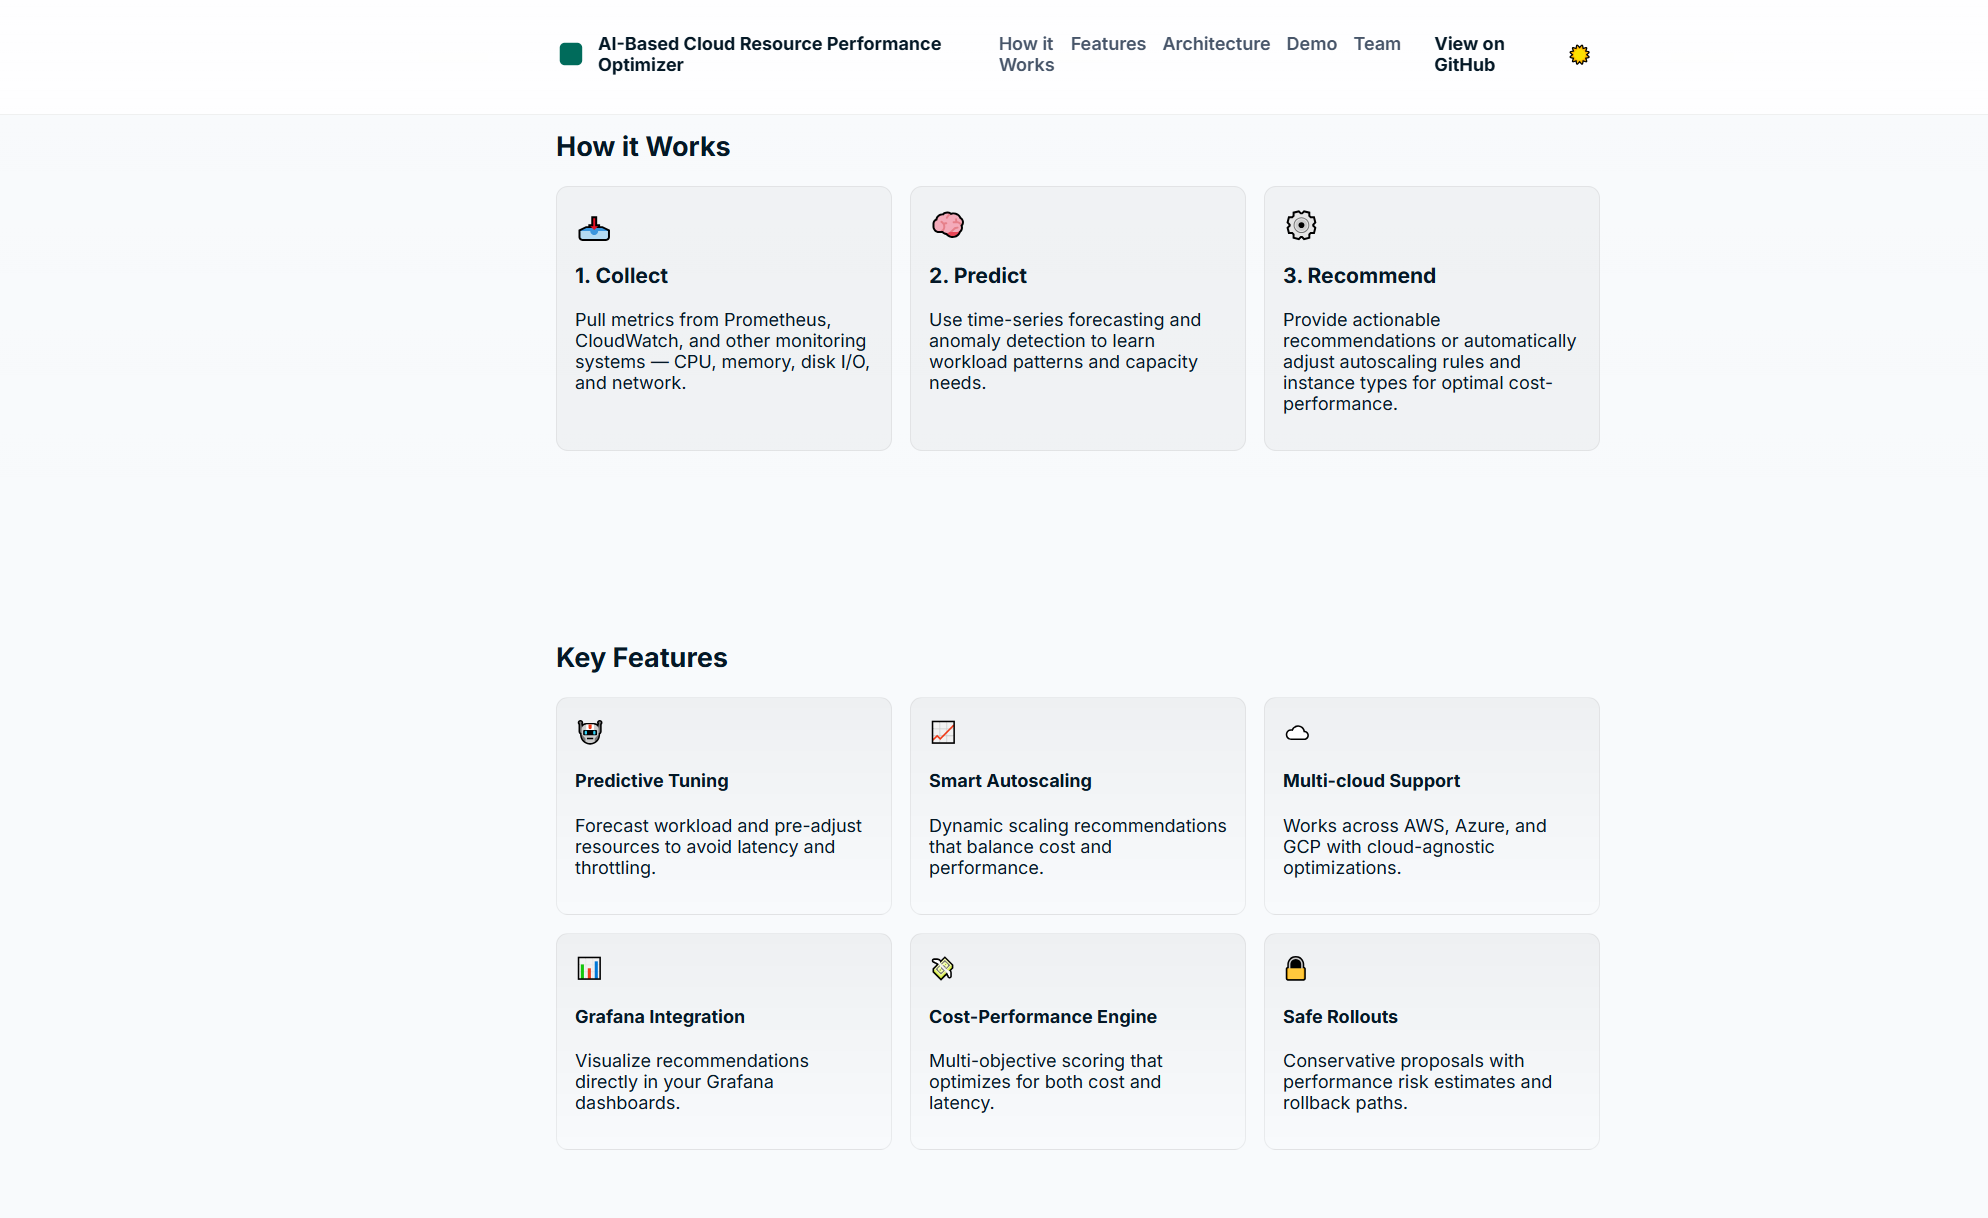 AI-Based Cloud Resource Performance
Optimizer
How it
Works
Features
Architecture
Demo
Team
View on
GitHub
How it Works
1. Collect
Pull metrics from Prometheus,
CloudWatch, and other monitoring
systems — CPU, memory, disk I/O,
and network.
2. Predict
Use time-series forecasting and
anomaly detection to learn
workload patterns and capacity
needs.
3. Recommend
Provide actionable
recommendations or automatically
adjust autoscaling rules and
instance types for optimal cost-
performance.
Key Features
Predictive Tuning
Forecast workload and pre-adjust
resources to avoid latency and
throttling.
Smart Autoscaling
Dynamic scaling recommendations
that balance cost and
performance.
Multi-cloud Support
Works across AWS, Azure, and
GCP with cloud-agnostic
optimizations.
Grafana Integration
Visualize recommendations
directly in your Grafana
dashboards.
Cost-Performance Engine
Multi-objective scoring that
optimizes for both cost and
latency.
Safe Rollouts
Conservative proposals with
performance risk estimates and
rollback paths.